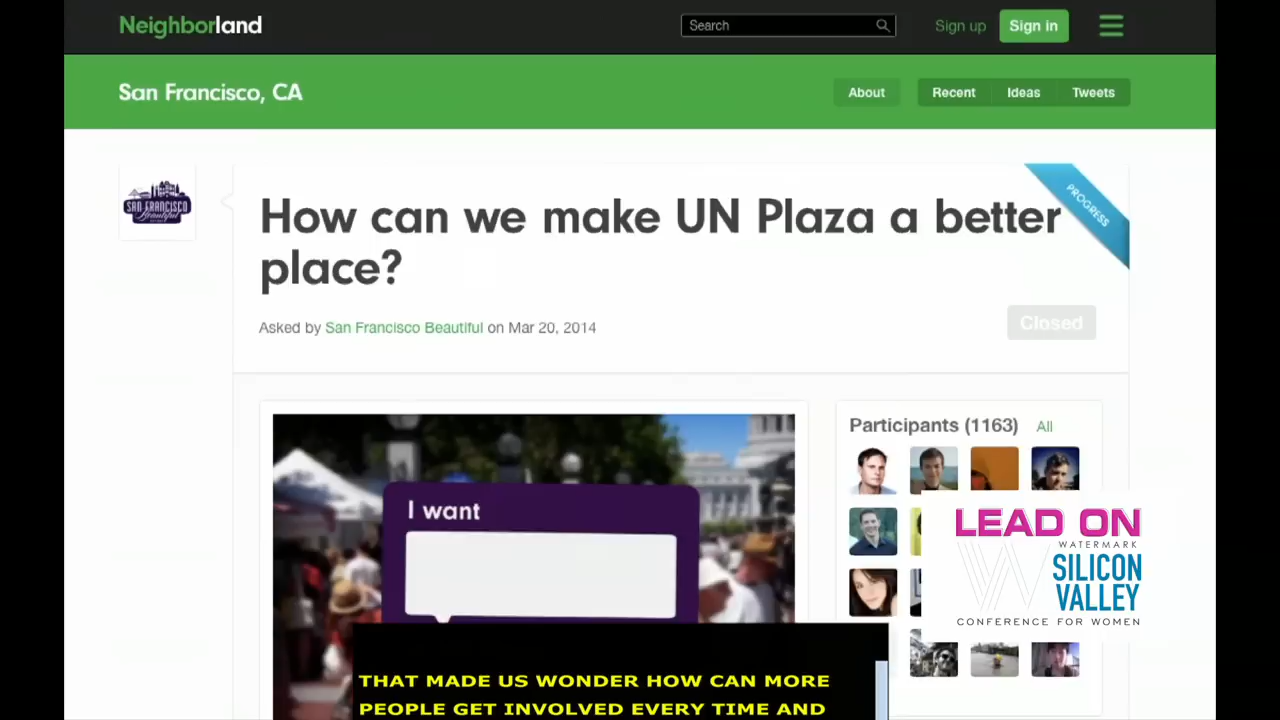 Neighborland
Search
Sign up
Sign in
San Francisco, CA
About
Recent
Ideas
Tweets
SAN FRANCISCO
Beautiful
PROGRESS
How can we make UN Plaza a better
place?
Asked by San Francisco Beautiful on Mar 20, 2014
Closed
Participants (1163) All
I want
LEAD ON
WATERMARK
SILICON
VALLEY
CONFERENCE FOR WOMEN
THAT MADE US WONDER HOW CAN MORE
PEOPLE GET INVOLVED EVERY TIME AND